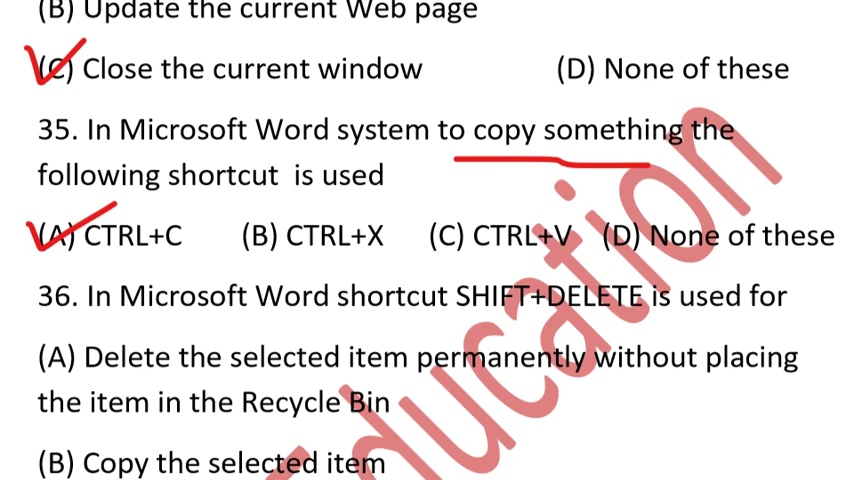 (B) Update the current Web page
(C) Close the current window (D) None of these
35. In Microsoft Word system to copy something the
following shortcut is used
(A) CTRL+C (B) CTRL+X (C) CTRL+V (D) None of these
36. In Microsoft Word shortcut SHIFT+DELETE is used for
(A) Delete the selected item permanently without placing
the item in the Recycle Bin
(B) Copy the selected item
Education